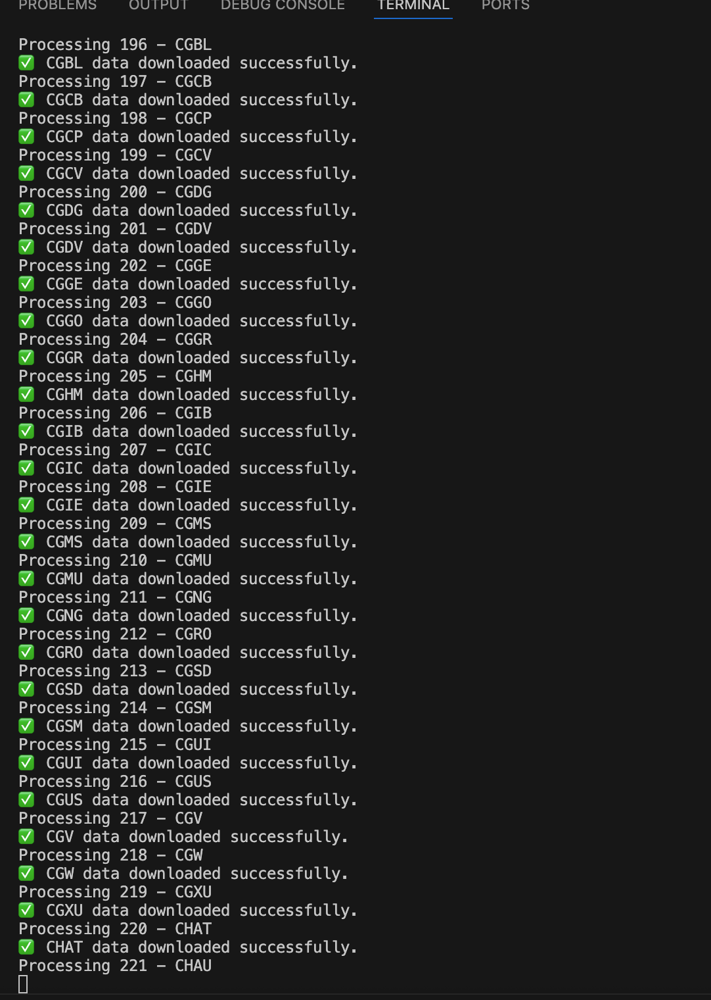 PROBLEMS OUTPUT DEBUG CONSOLE TERMINAL PORTS
Processing 196 – CGBL
✅ CGBL data downloaded successfully.
Processing 197 – CGCB
✅ CGCB data downloaded successfully.
Processing 198 – CGCP
✅ CGCP data downloaded successfully.
Processing 199 – CGCV
✅ CGCV data downloaded successfully.
Processing 200 – CGDG
✅ CGDG data downloaded successfully.
Processing 201 – CGDV
✅ CGDV data downloaded successfully.
Processing 202 – CGGE
✅ CGGE data downloaded successfully.
Processing 203 – CGGO
✅ CGGO data downloaded successfully.
Processing 204 – CGGR
✅ CGGR data downloaded successfully.
Processing 205 – CGHM
✅ CGHM data downloaded successfully.
Processing 206 – CGIB
✅ CGIB data downloaded successfully.
Processing 207 – CGIC
✅ CGIC data downloaded successfully.
Processing 208 – CGIE
✅ CGIE data downloaded successfully.
Processing 209 – CGMS
✅ CGMS data downloaded successfully.
Processing 210 – CGMU
✅ CGMU data downloaded successfully.
Processing 211 – CGNG
✅ CGNG data downloaded successfully.
Processing 212 – CGRO
✅ CGRO data downloaded successfully.
Processing 213 – CGSD
✅ CGSD data downloaded successfully.
Processing 214 – CGSM
✅ CGSM data downloaded successfully.
Processing 215 – CGUI
✅ CGUI data downloaded successfully.
Processing 216 – CGUS
✅ CGUS data downloaded successfully.
Processing 217 – CGV
✅ CGV data downloaded successfully.
Processing 218 – CGW
✅ CGW data downloaded successfully.
Processing 219 – CGXU
✅ CGXU data downloaded successfully.
Processing 220 – CHAT
✅ CHAT data downloaded successfully.
Processing 221 – CHAU